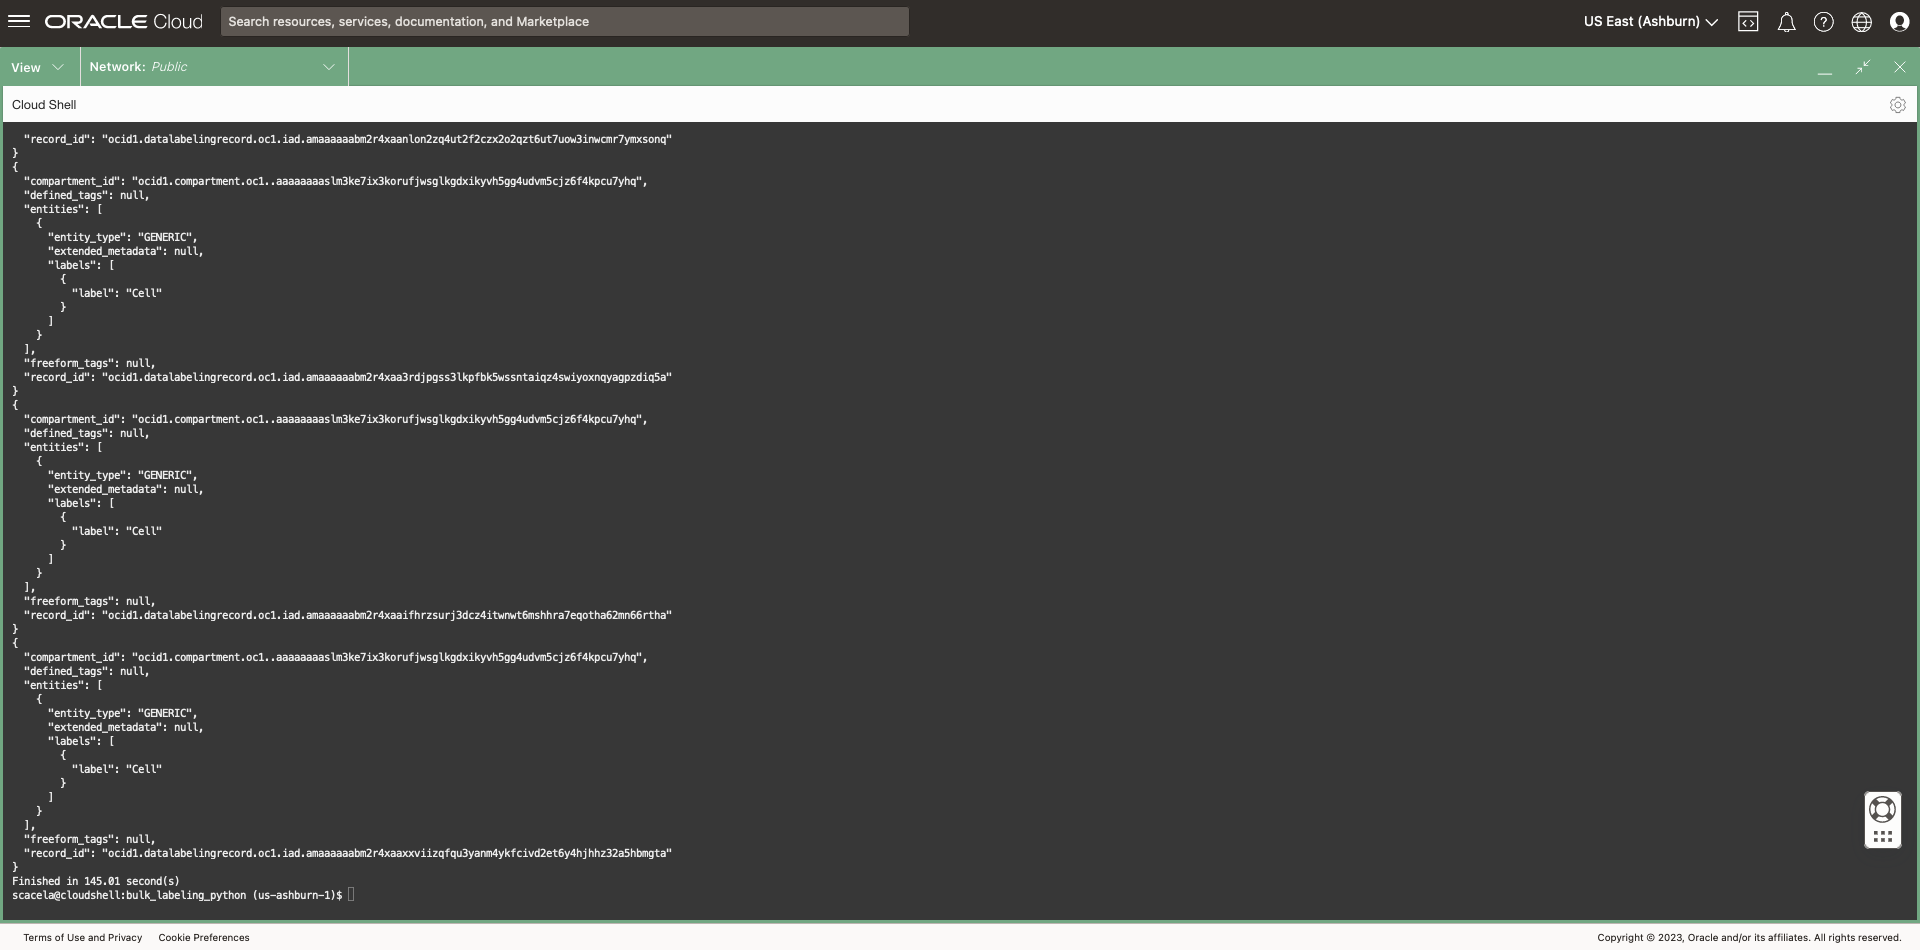 ORACLE Cloud
Search resources, services, documentation, and Marketplace
US East (Ashburn)
View
Network: Public
Cloud Shell
  "record_id": "ocid1.datalabelingrecord.oc1.iad.amaaaaaabm2r4xaanlon2zq4ut2f2czx2o2qzt6ut7uow3inwcmr7ymxsonq"
}
{
  "compartment_id": "ocid1.compartment.oc1..aaaaaaaaslm3ke7ix3korufjwsglkgdxikyvh5gg4udvm5cjz6f4kpcu7yhq",
  "defined_tags": null,
  "entities": [
    {
      "entity_type": "GENERIC",
      "extended_metadata": null,
      "labels": [
        {
          "label": "Cell"
        }
      ]
    }
  ],
  "freeform_tags": null,
  "record_id": "ocid1.datalabelingrecord.oc1.iad.amaaaaaabm2r4xaa3rdjpgss3lkpfbk5wssntaiqz4swiyoxnqyagpzdiq5a"
}
{
  "compartment_id": "ocid1.compartment.oc1..aaaaaaaaslm3ke7ix3korufjwsglkgdxikyvh5gg4udvm5cjz6f4kpcu7yhq",
  "defined_tags": null,
  "entities": [
    {
      "entity_type": "GENERIC",
      "extended_metadata": null,
      "labels": [
        {
          "label": "Cell"
        }
      ]
    }
  ],
  "freeform_tags": null,
  "record_id": "ocid1.datalabelingrecord.oc1.iad.amaaaaaabm2r4xaaifhrzsurj3dcz4itwnwt6mshhra7eqotha62mn66rtha"
}
{
  "compartment_id": "ocid1.compartment.oc1..aaaaaaaaslm3ke7ix3korufjwsglkgdxikyvh5gg4udvm5cjz6f4kpcu7yhq",
  "defined_tags": null,
  "entities": [
    {
      "entity_type": "GENERIC",
      "extended_metadata": null,
      "labels": [
        {
          "label": "Cell"
        }
      ]
    }
  ],
  "freeform_tags": null,
  "record_id": "ocid1.datalabelingrecord.oc1.iad.amaaaaaabm2r4xaaxxviizqfqu3yanm4ykfcivd2et6y4hjhhz32a5hbmgta"
}
Finished in 145.01 second(s)
scacela@cloudshell:bulk_labeling_python (us-ashburn-1)$
Terms of Use and Privacy Cookie Preferences
Copyright © 2023, Oracle and/or its affiliates. All rights reserved.